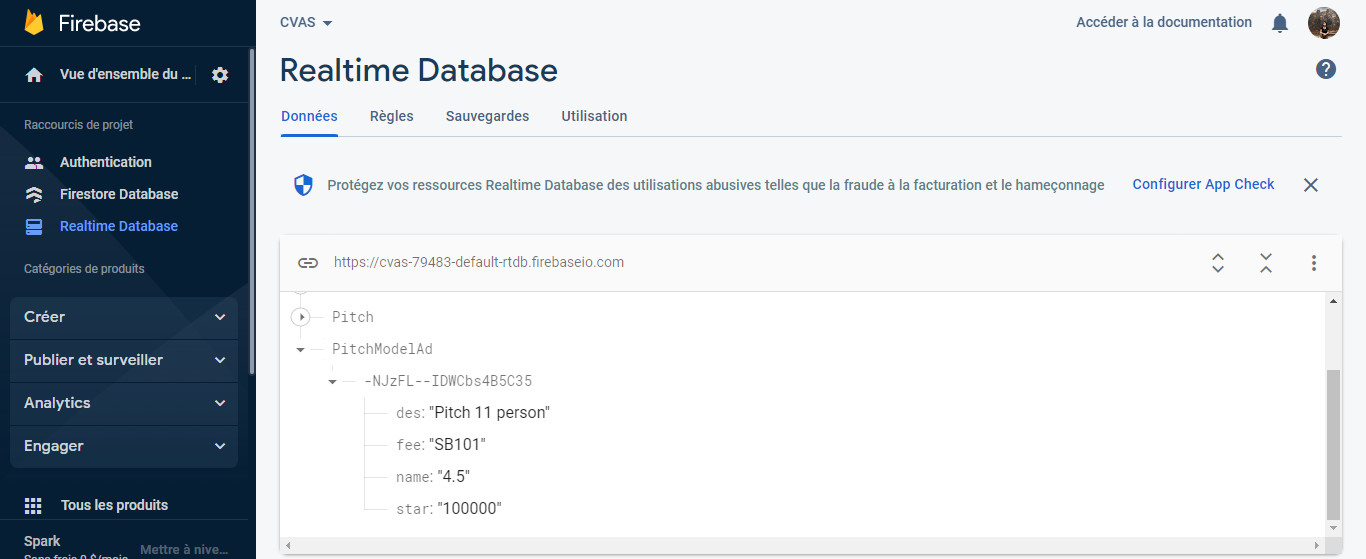 Firebase
CVAS
Accéder à la documentation
Vue d'ensemble du ...
Realtime Database
Raccourcis de projet
Données Règles Sauvegardes Utilisation
Authentication
Firestore Database
Realtime Database
Protégez vos ressources Realtime Database des utilisations abusives telles que la fraude à la facturation et le hameçonnage Configurer App Check
Catégories de produits
https://cvas-79483-default-rtdb.firebaseio.com
Créer
Publier et surveiller
Analytics
Engager
Pitch
PitchModelAd
-NJzFL--IDWCbs4B5C35
des: "Pitch 11 person"
fee: "SB101"
name: "4.5"
star: "100000"
Tous les produits
Spark
Sans frais 0 $/mois
Mettre à nive...